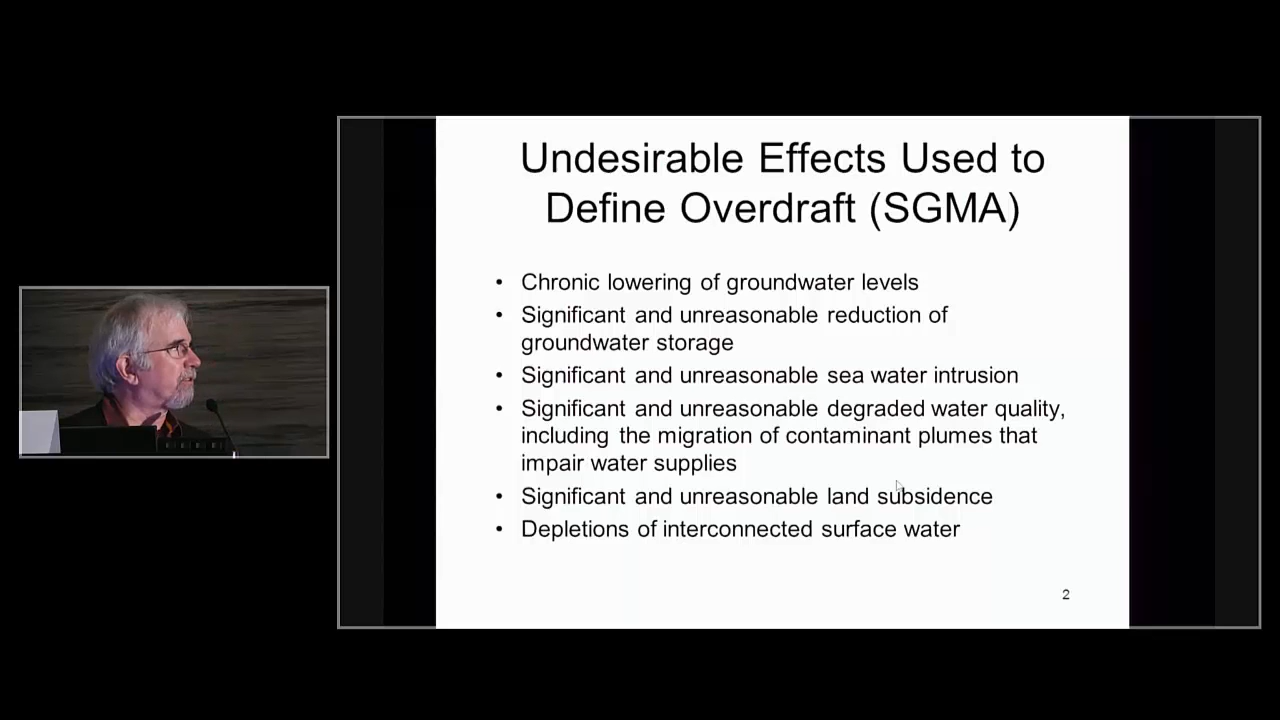 Undesirable Effects Used to
Define Overdraft (SGMA)
• Chronic lowering of groundwater levels
• Significant and unreasonable reduction of
groundwater storage
• Significant and unreasonable sea water intrusion
• Significant and unreasonable degraded water quality,
including the migration of contaminant plumes that
impair water supplies
• Significant and unreasonable land subsidence
• Depletions of interconnected surface water
2